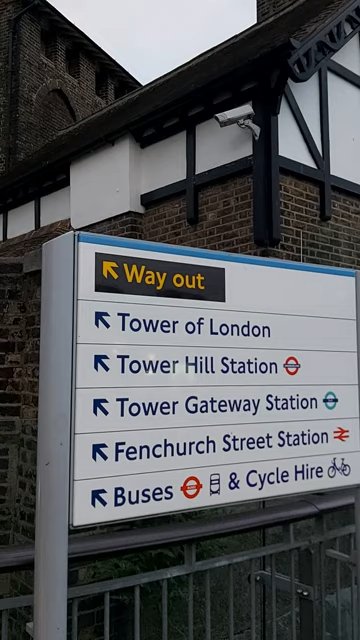 Way out
Tower of London
Tower Hill Station
Tower Gateway Station
Fenchurch Street Station
Buses & Cycle Hire